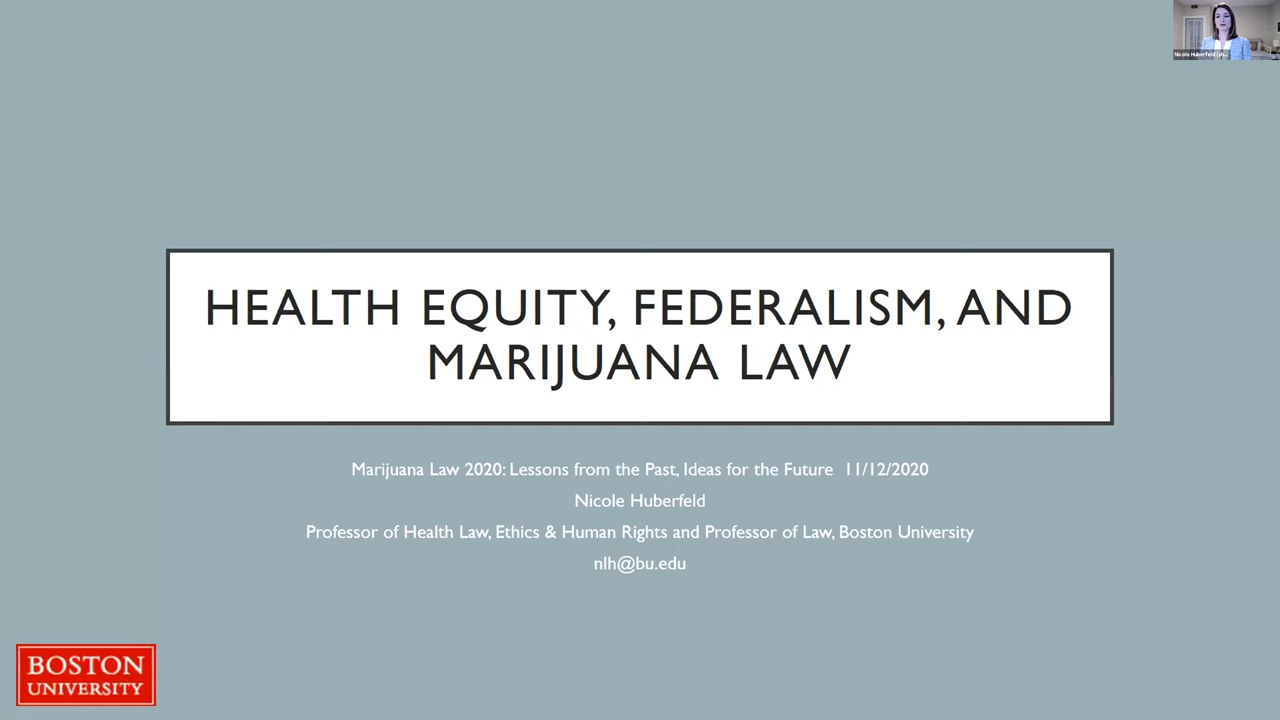 Nicole Huberfeld
HEALTH EQUITY, FEDERALISM, AND
MARIJUANA LAW
Marijuana Law 2020: Lessons from the Past, Ideas for the Future 11/12/2020
Nicole Huberfeld
Professor of Health Law, Ethics & Human Rights and Professor of Law, Boston University
nlh@bu.edu
BOSTON
UNIVERSITY